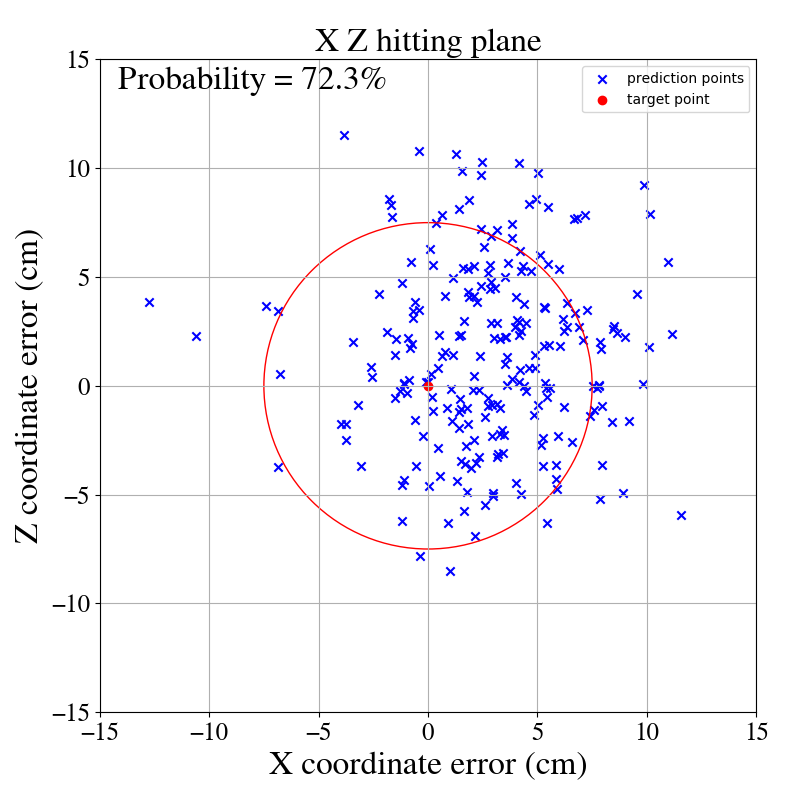 X Z hitting plane
Probability = 72.3%
prediction points
target point
15
10
5
0
−5
−10
−15
Z coordinate error (cm)
−15 −10 −5 0 5 10 15
X coordinate error (cm)